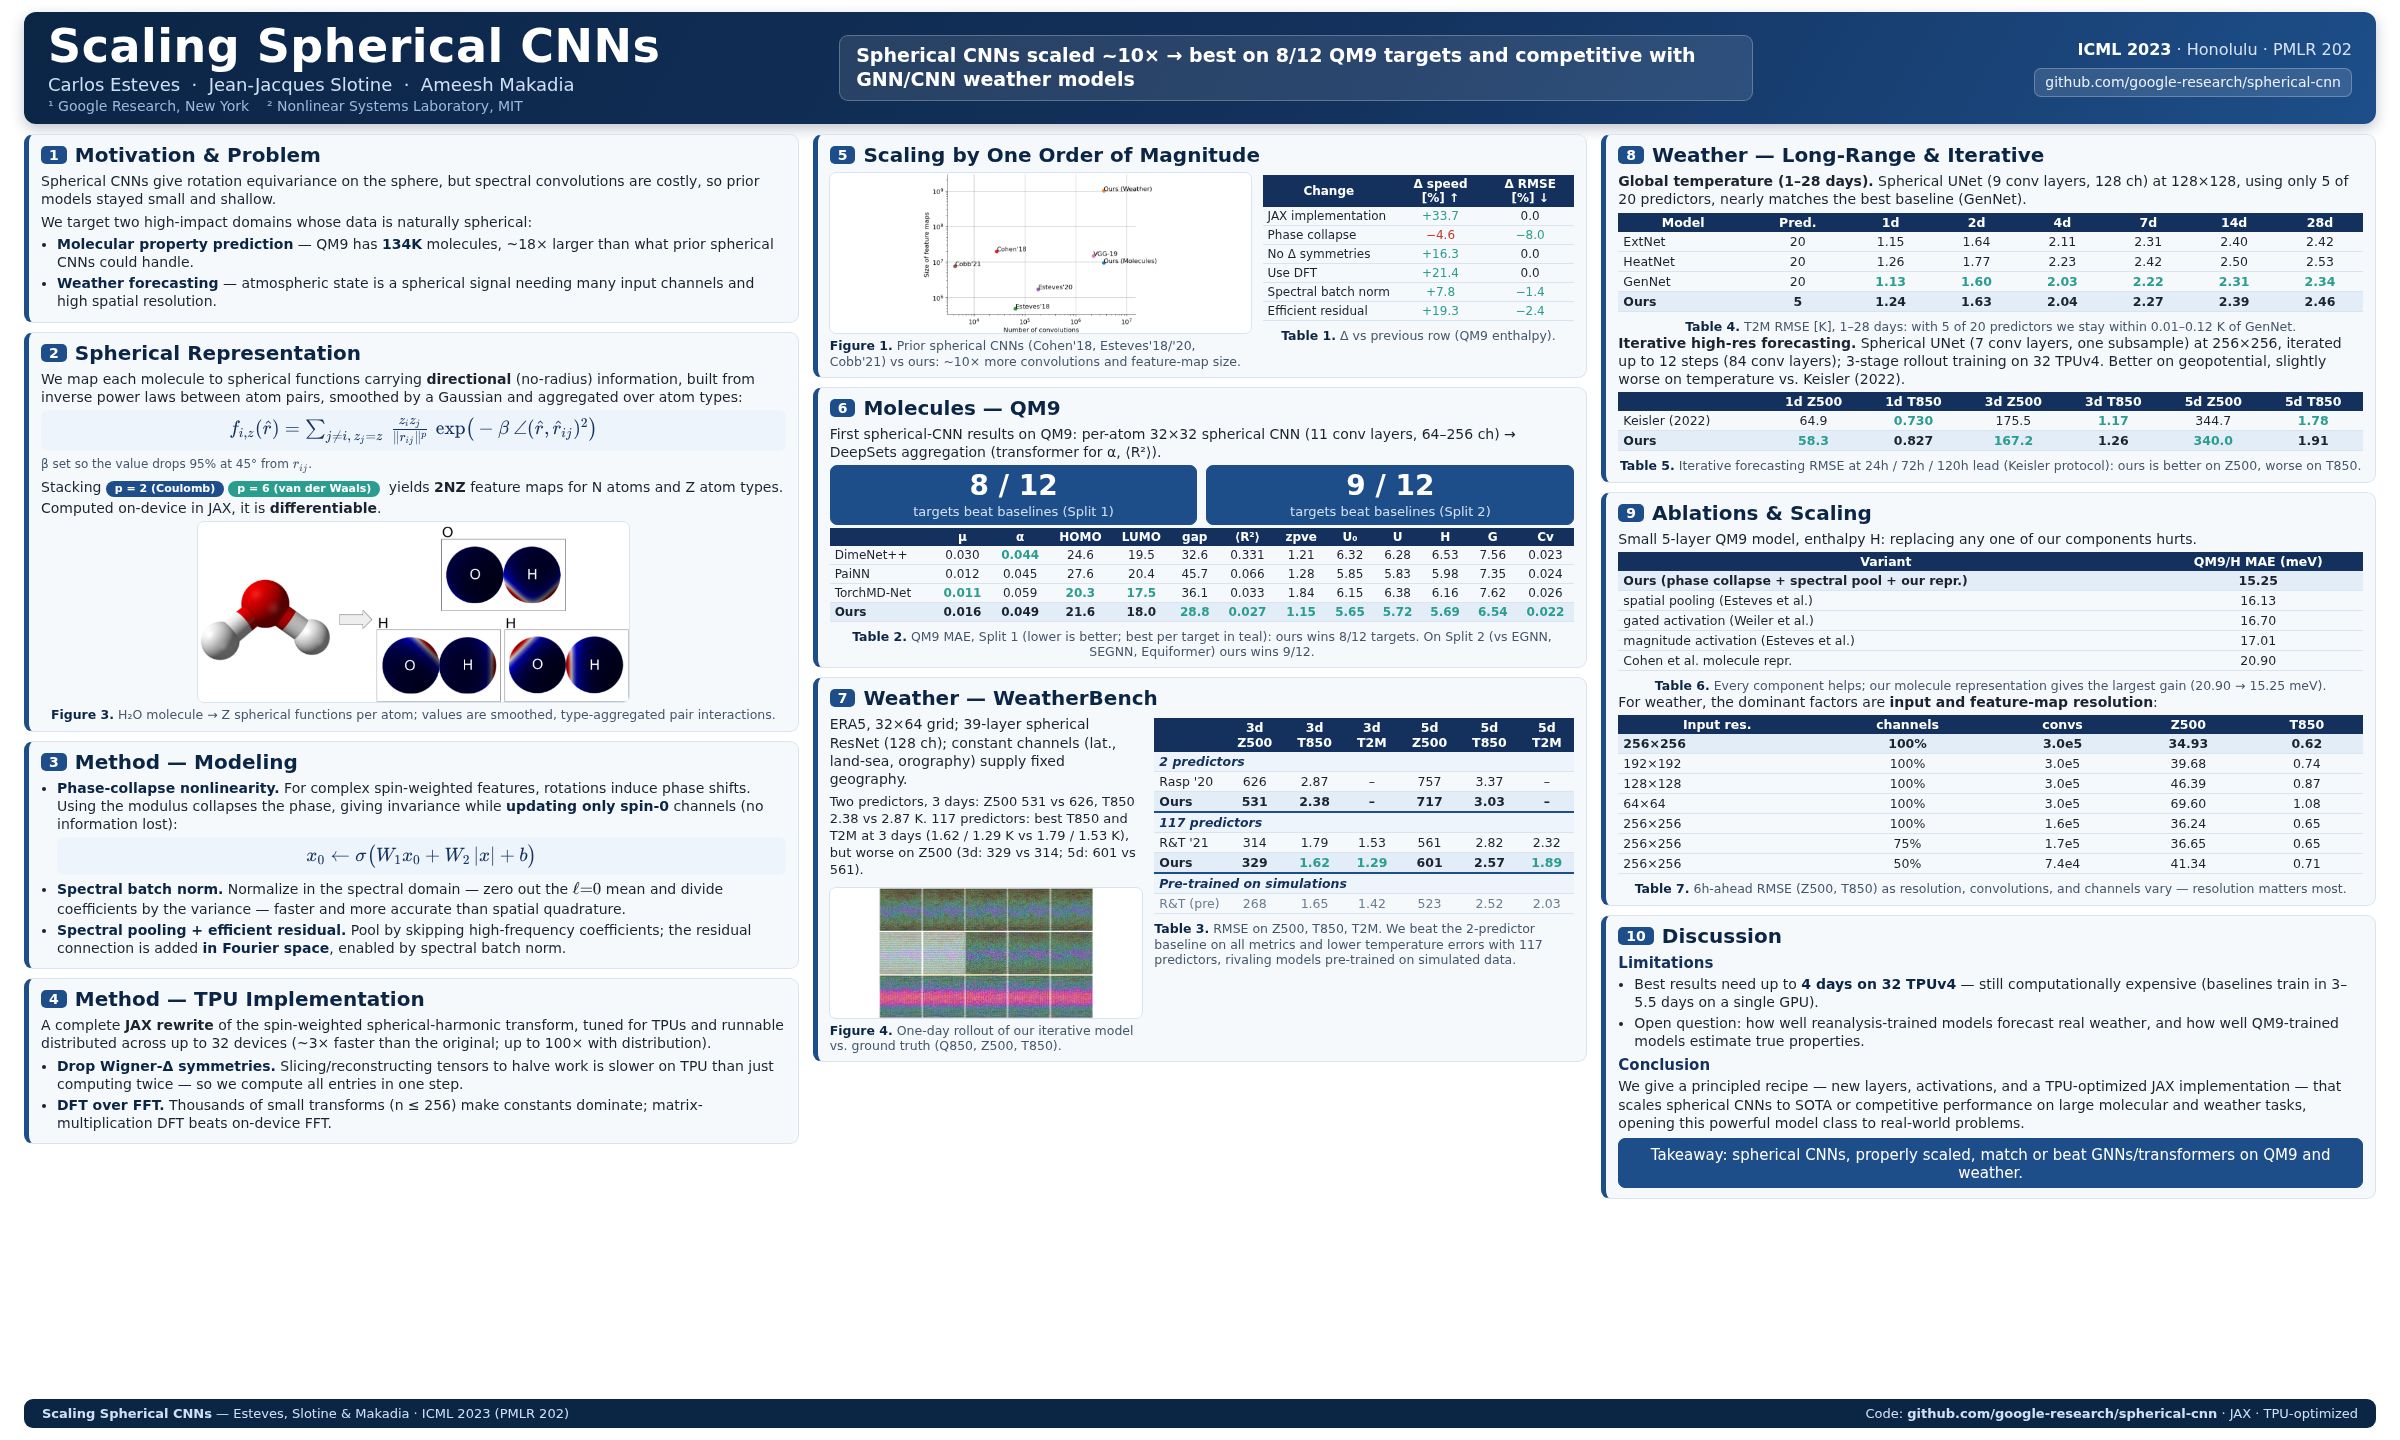 Scaling Spherical CNNs
Carlos Esteves · Jean-Jacques Slotine · Ameesh Makadia
¹ Google Research, New York ² Nonlinear Systems Laboratory, MIT
Spherical CNNs scaled ~10× → best on 8/12 QM9 targets and competitive with
GNN/CNN weather models
ICML 2023 · Honolulu · PMLR 202
github.com/google-research/spherical-cnn
1 Motivation & Problem
Spherical CNNs give rotation equivariance on the sphere, but spectral convolutions are costly, so prior
models stayed small and shallow.
We target two high-impact domains whose data is naturally spherical:
• Molecular property prediction — QM9 has 134K molecules, ~18× larger than what prior spherical
CNNs could handle.
• Weather forecasting — atmospheric state is a spherical signal needing many input channels and
high spatial resolution.
2 Spherical Representation
We map each molecule to spherical functions carrying directional (no-radius) information, built from
inverse power laws between atom pairs, smoothed by a Gaussian and aggregated over atom types:
f_{i,z}(r̂) = ∑_{j≠i, z_j=z} z_i z_j / ‖r_{ij}‖^p exp(− β ∠(r̂, r̂_{ij})²)
β set so the value drops 95% at 45° from r_{ij}.
Stacking p = 2 (Coulomb) p = 6 (van der Waals) yields 2NZ feature maps for N atoms and Z atom types.
Computed on-device in JAX, it is differentiable.
O
O H
H H
O H O H
Figure 3. H₂O molecule → Z spherical functions per atom; values are smoothed, type-aggregated pair interactions.
3 Method — Modeling
• Phase-collapse nonlinearity. For complex spin-weighted features, rotations induce phase shifts.
Using the modulus collapses the phase, giving invariance while updating only spin-0 channels (no
information lost):
x₀ ← σ(W₁x₀ + W₂ |x| + b)
• Spectral batch norm. Normalize in the spectral domain — zero out the ℓ=0 mean and divide
coefficients by the variance — faster and more accurate than spatial quadrature.
• Spectral pooling + efficient residual. Pool by skipping high-frequency coefficients; the residual
connection is added in Fourier space, enabled by spectral batch norm.
4 Method — TPU Implementation
A complete JAX rewrite of the spin-weighted spherical-harmonic transform, tuned for TPUs and runnable
distributed across up to 32 devices (~3× faster than the original; up to 100× with distribution).
• Drop Wigner-Δ symmetries. Slicing/reconstructing tensors to halve work is slower on TPU than just
computing twice — so we compute all entries in one step.
• DFT over FFT. Thousands of small transforms (n ≤ 256) make constants dominate; matrix-
multiplication DFT beats on-device FFT.
5 Scaling by One Order of Magnitude
Size of feature maps
10⁹
10⁸
10⁷
10⁶
Ours (Weather)
Cohen'18
VGG-19
Cobb'21
Ours (Molecules)
Esteves'20
Esteves'18
10⁴ 10⁵ 10⁶ 10⁷
Number of convolutions
Figure 1. Prior spherical CNNs (Cohen'18, Esteves'18/'20,
Cobb'21) vs ours: ~10× more convolutions and feature-map size.
Change Δ speed [%] ↑ Δ RMSE [%] ↓
JAX implementation +33.7 0.0
Phase collapse −4.6 −8.0
No Δ symmetries +16.3 0.0
Use DFT +21.4 0.0
Spectral batch norm +7.8 −1.4
Efficient residual +19.3 −2.4
Table 1. Δ vs previous row (QM9 enthalpy).
6 Molecules — QM9
First spherical-CNN results on QM9: per-atom 32×32 spherical CNN (11 conv layers, 64–256 ch) →
DeepSets aggregation (transformer for α, ⟨R²⟩).
8 / 12
targets beat baselines (Split 1)
9 / 12
targets beat baselines (Split 2)
μ α HOMO LUMO gap ⟨R²⟩ zpve U₀ U H G Cv
DimeNet++ 0.030 0.044 24.6 19.5 32.6 0.331 1.21 6.32 6.28 6.53 7.56 0.023
PaiNN 0.012 0.045 27.6 20.4 45.7 0.066 1.28 5.85 5.83 5.98 7.35 0.024
TorchMD-Net 0.011 0.059 20.3 17.5 36.1 0.033 1.84 6.15 6.38 6.16 7.62 0.026
Ours 0.016 0.049 21.6 18.0 28.8 0.027 1.15 5.65 5.72 5.69 6.54 0.022
Table 2. QM9 MAE, Split 1 (lower is better; best per target in teal): ours wins 8/12 targets. On Split 2 (vs EGNN,
SEGNN, Equiformer) ours wins 9/12.
7 Weather — WeatherBench
ERA5, 32×64 grid; 39-layer spherical
ResNet (128 ch); constant channels (lat.,
land-sea, orography) supply fixed
geography.
Two predictors, 3 days: Z500 531 vs 626, T850
2.38 vs 2.87 K. 117 predictors: best T850 and
T2M at 3 days (1.62 / 1.29 K vs 1.79 / 1.53 K),
but worse on Z500 (3d: 329 vs 314; 5d: 601 vs
561).
Figure 4. One-day rollout of our iterative model
vs. ground truth (Q850, Z500, T850).
3d Z500 3d T850 3d T2M 5d Z500 5d T850 5d T2M
2 predictors
Rasp '20 626 2.87 – 757 3.37 –
Ours 531 2.38 – 717 3.03 –
117 predictors
R&T '21 314 1.79 1.53 561 2.82 2.32
Ours 329 1.62 1.29 601 2.57 1.89
Pre-trained on simulations
R&T (pre) 268 1.65 1.42 523 2.52 2.03
Table 3. RMSE on Z500, T850, T2M. We beat the 2-predictor
baseline on all metrics and lower temperature errors with 117
predictors, rivaling models pre-trained on simulated data.
8 Weather — Long-Range & Iterative
Global temperature (1–28 days). Spherical UNet (9 conv layers, 128 ch) at 128×128, using only 5 of
20 predictors, nearly matches the best baseline (GenNet).
Model Pred. 1d 2d 4d 7d 14d 28d
ExtNet 20 1.15 1.64 2.11 2.31 2.40 2.42
HeatNet 20 1.26 1.77 2.23 2.42 2.50 2.53
GenNet 20 1.13 1.60 2.03 2.22 2.31 2.34
Ours 5 1.24 1.63 2.04 2.27 2.39 2.46
Table 4. T2M RMSE [K], 1–28 days: with 5 of 20 predictors we stay within 0.01–0.12 K of GenNet.
Iterative high-res forecasting. Spherical UNet (7 conv layers, one subsample) at 256×256, iterated
up to 12 steps (84 conv layers); 3-stage rollout training on 32 TPUv4. Better on geopotential, slightly
worse on temperature vs. Keisler (2022).
1d Z500 1d T850 3d Z500 3d T850 5d Z500 5d T850
Keisler (2022) 64.9 0.730 175.5 1.17 344.7 1.78
Ours 58.3 0.827 167.2 1.26 340.0 1.91
Table 5. Iterative forecasting RMSE at 24h / 72h / 120h lead (Keisler protocol): ours is better on Z500, worse on T850.
9 Ablations & Scaling
Small 5-layer QM9 model, enthalpy H: replacing any one of our components hurts.
Variant QM9/H MAE (meV)
Ours (phase collapse + spectral pool + our repr.) 15.25
spatial pooling (Esteves et al.) 16.13
gated activation (Weiler et al.) 16.70
magnitude activation (Esteves et al.) 17.01
Cohen et al. molecule repr. 20.90
Table 6. Every component helps; our molecule representation gives the largest gain (20.90 → 15.25 meV).
For weather, the dominant factors are input and feature-map resolution:
Input res. channels convs Z500 T850
256×256 100% 3.0e5 34.93 0.62
192×192 100% 3.0e5 39.68 0.74
128×128 100% 3.0e5 46.39 0.87
64×64 100% 3.0e5 69.60 1.08
256×256 100% 1.6e5 36.24 0.65
256×256 75% 1.7e5 36.65 0.65
256×256 50% 7.4e4 41.34 0.71
Table 7. 6h-ahead RMSE (Z500, T850) as resolution, convolutions, and channels vary — resolution matters most.
10 Discussion
Limitations
• Best results need up to 4 days on 32 TPUv4 — still computationally expensive (baselines train in 3–
5.5 days on a single GPU).
• Open question: how well reanalysis-trained models forecast real weather, and how well QM9-trained
models estimate true properties.
Conclusion
We give a principled recipe — new layers, activations, and a TPU-optimized JAX implementation — that
scales spherical CNNs to SOTA or competitive performance on large molecular and weather tasks,
opening this powerful model class to real-world problems.
Takeaway: spherical CNNs, properly scaled, match or beat GNNs/transformers on QM9 and
weather.
Scaling Spherical CNNs — Esteves, Slotine & Makadia · ICML 2023 (PMLR 202)
Code: github.com/google-research/spherical-cnn · JAX · TPU-optimized